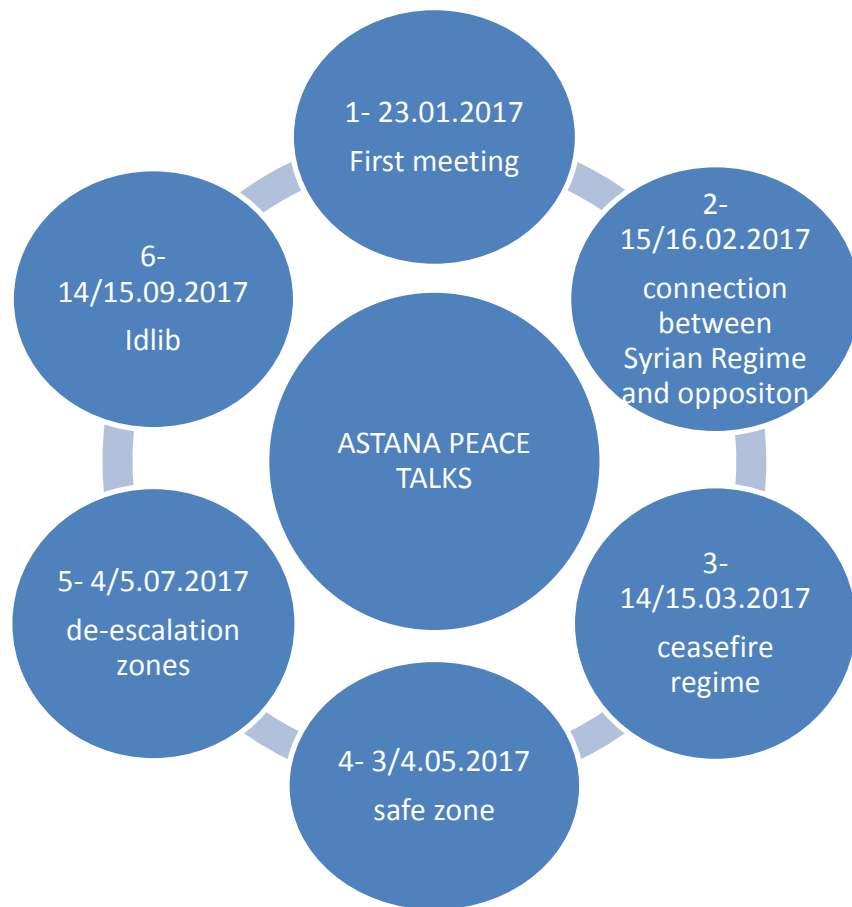 1- 23.01.2017
First meeting
2-
15/16.02.2017
connection
between
Syrian Regime
and oppositon
3-
14/15.03.2017
ceasefire
regime
4- 3/4.05.2017
safe zone
5- 4/5.07.2017
de-escalation
zones
6-
14/15.09.2017
Idlib
ASTANA PEACE
TALKS